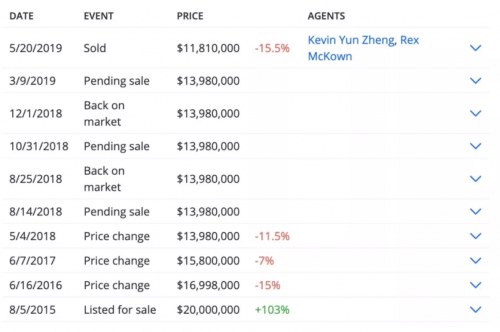 DATE EVENT PRICE AGENTS
5/20/2019 Sold $11,810,000 -15.5% Kevin Yun Zheng, Rex
McKown
3/9/2019 Pending sale $13,980,000
12/1/2018 Back on
market $13,980,000
10/31/2018 Pending sale $13,980,000
8/25/2018 Back on
market $13,980,000
8/14/2018 Pending sale $13,980,000
5/4/2018 Price change $13,980,000 -11.5%
6/7/2017 Price change $15,800,000 -7%
6/16/2016 Price change $16,998,000 -15%
8/5/2015 Listed for sale $20,000,000 +103%